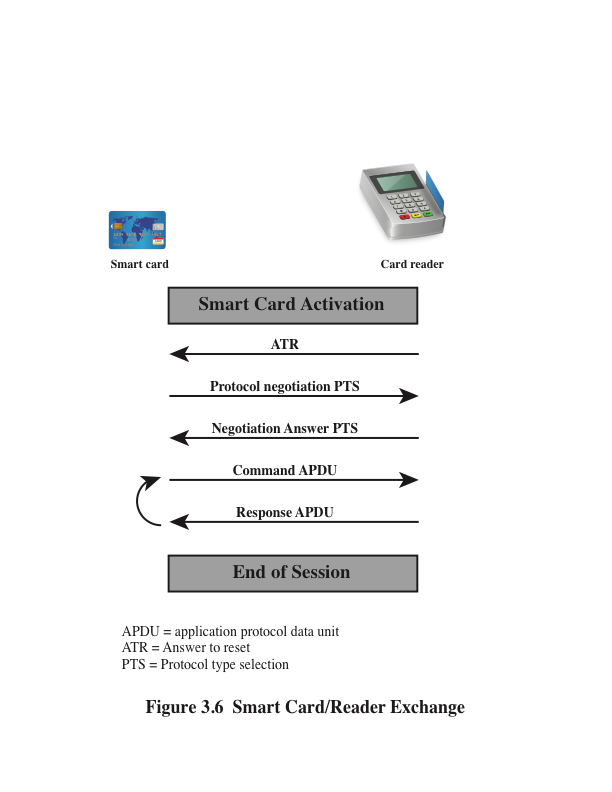 Smart card
Card reader
Smart Card Activation
ATR
Protocol negotiation PTS
Negotiation Answer PTS
Command APDU
Response APDU
End of Session
APDU = application protocol data unit
ATR = Answer to reset
PTS = Protocol type selection
Figure 3.6 Smart Card/Reader Exchange